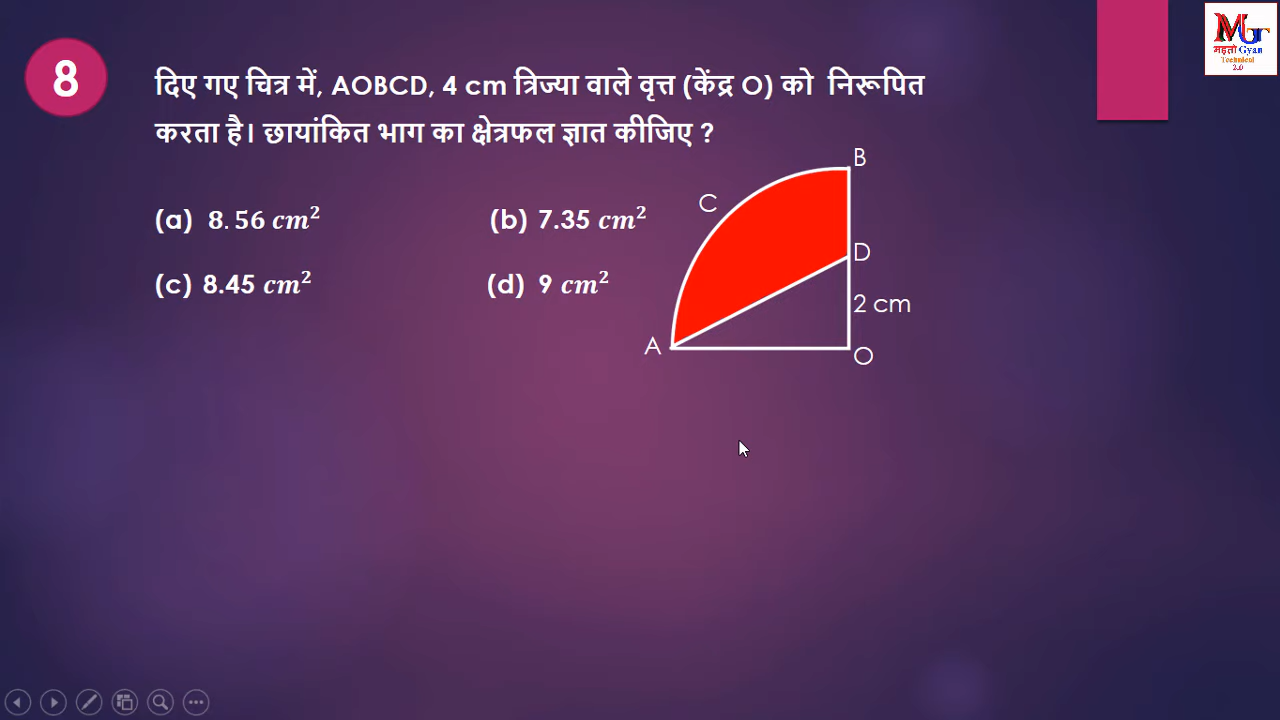 8
दिए गए चित्र में, AOBCD, 4 cm त्रिज्या वाले वृत्त (केंद्र O) को निरूपित
करता है। छायांकित भाग का क्षेत्रफल ज्ञात कीजिए ?
(a) 8.56 cm²
(b) 7.35 cm²
(c) 8.45 cm²
(d) 9 cm²
B
C
D
2 cm
A
O
MGT
महतो Gyan
Technical
2.0